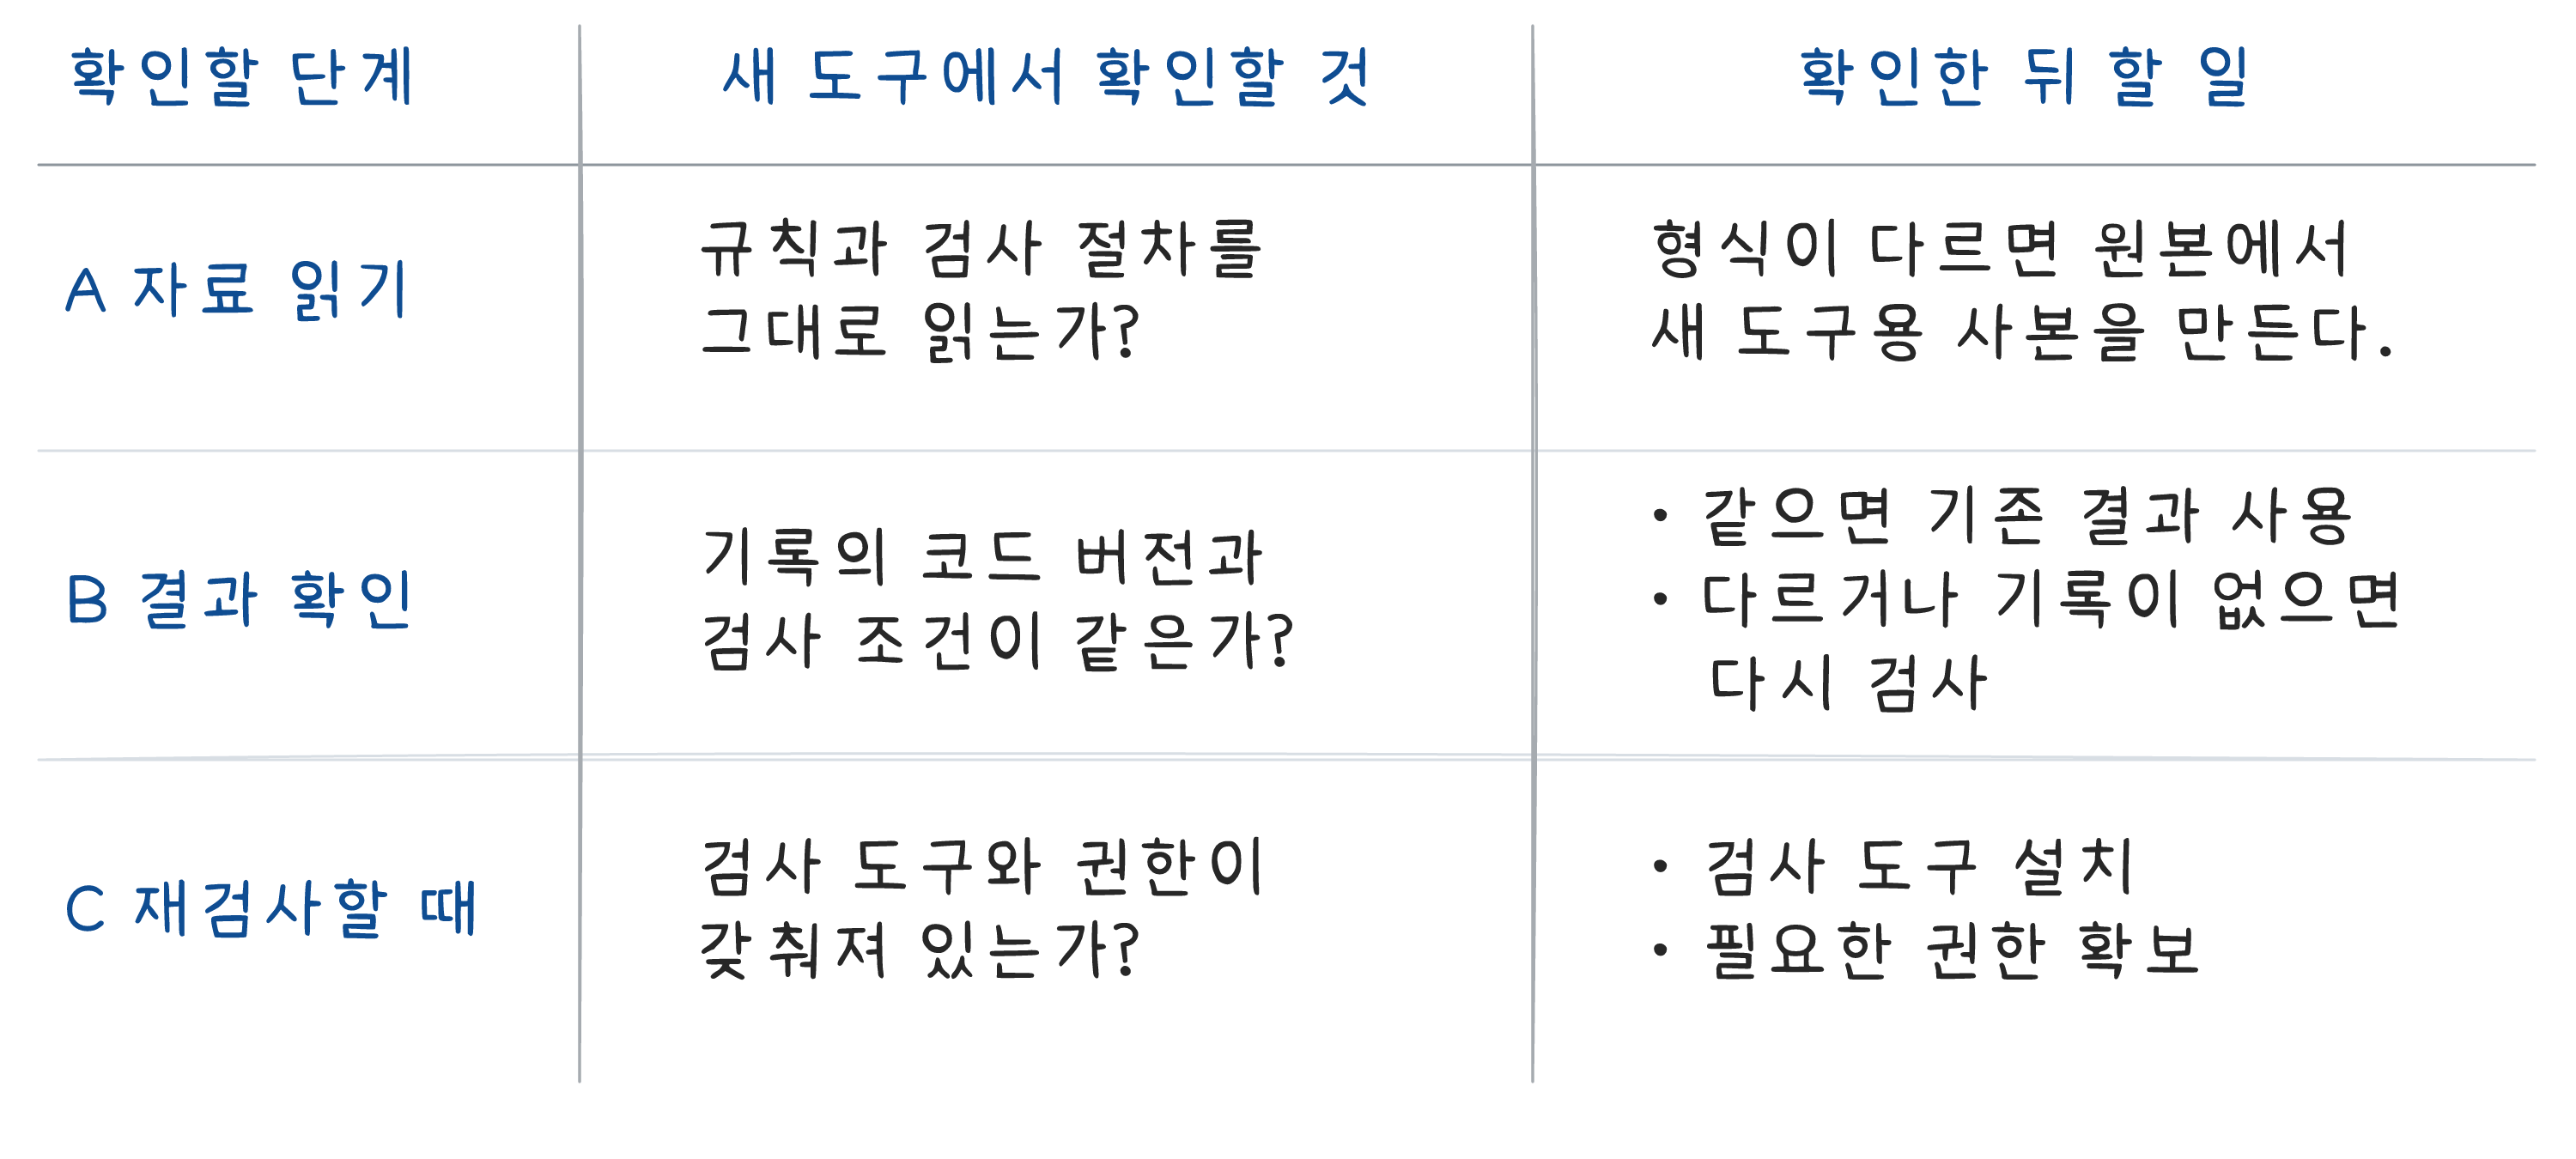 확인할 단계
새 도구에서 확인할 것
확인한 뒤 할 일
A 자료 읽기
규칙과 검사 절차를
그대로 읽는가?
형식이 다르면 원본에서
새 도구용 사본을 만든다.
B 결과 확인
기록의 코드 버전과
검사 조건이 같은가?
• 같으면 기존 결과 사용
• 다르거나 기록이 없으면
다시 검사
C 재검사할 때
검사 도구와 권한이
갖춰져 있는가?
• 검사 도구 설치
• 필요한 권한 확보